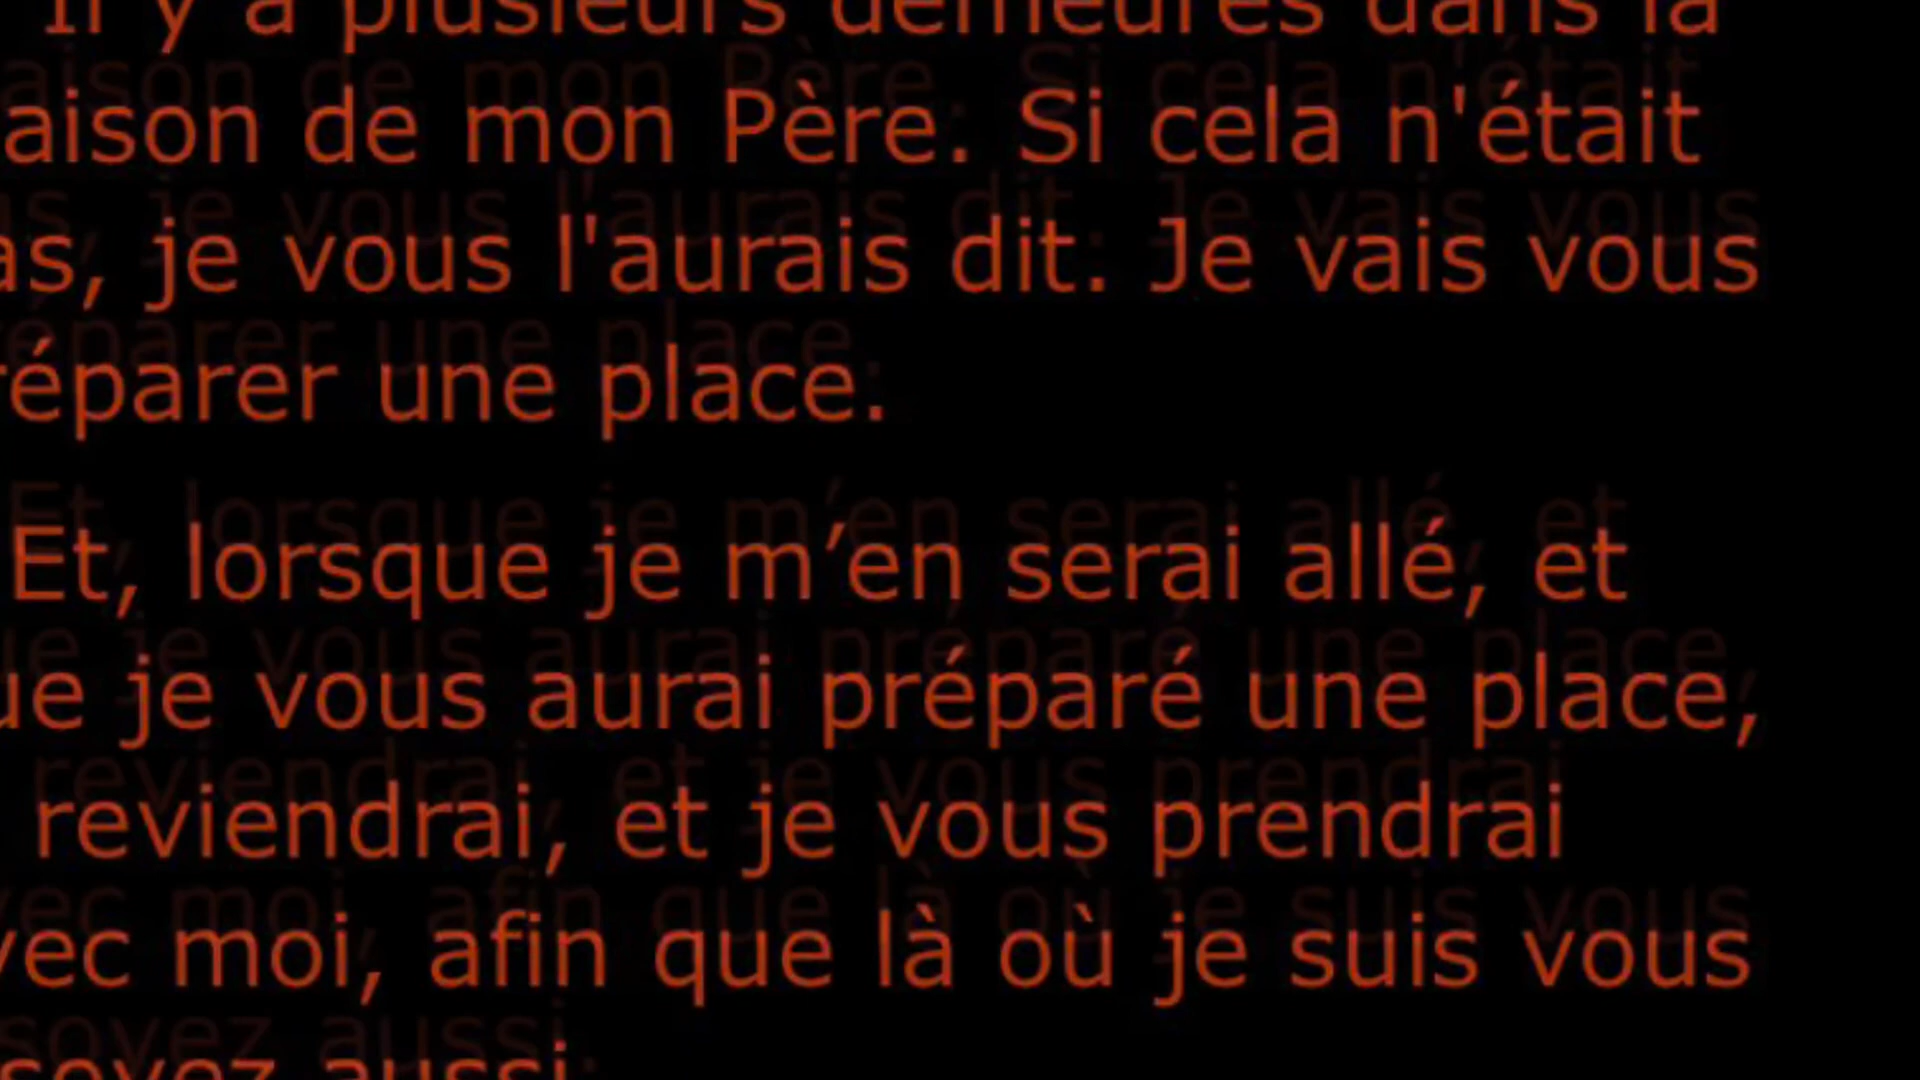 Il y a plusieurs demeures dans la
aison de mon Père. Si cela n'était
as, je vous l'aurais dit. Je vais vous
réparer une place.
Et, lorsque je m’en serai allé, et
ue je vous aurai préparé une place,
reviendrai, et je vous prendrai
vec moi, afin que là où je suis vous
soyez aussi.